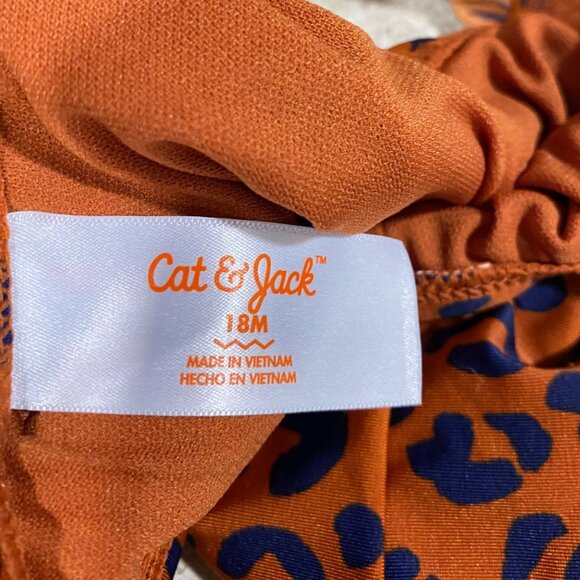 Cat & Jack™
18M
MADE IN VIETNAM
HECHO EN VIETNAM